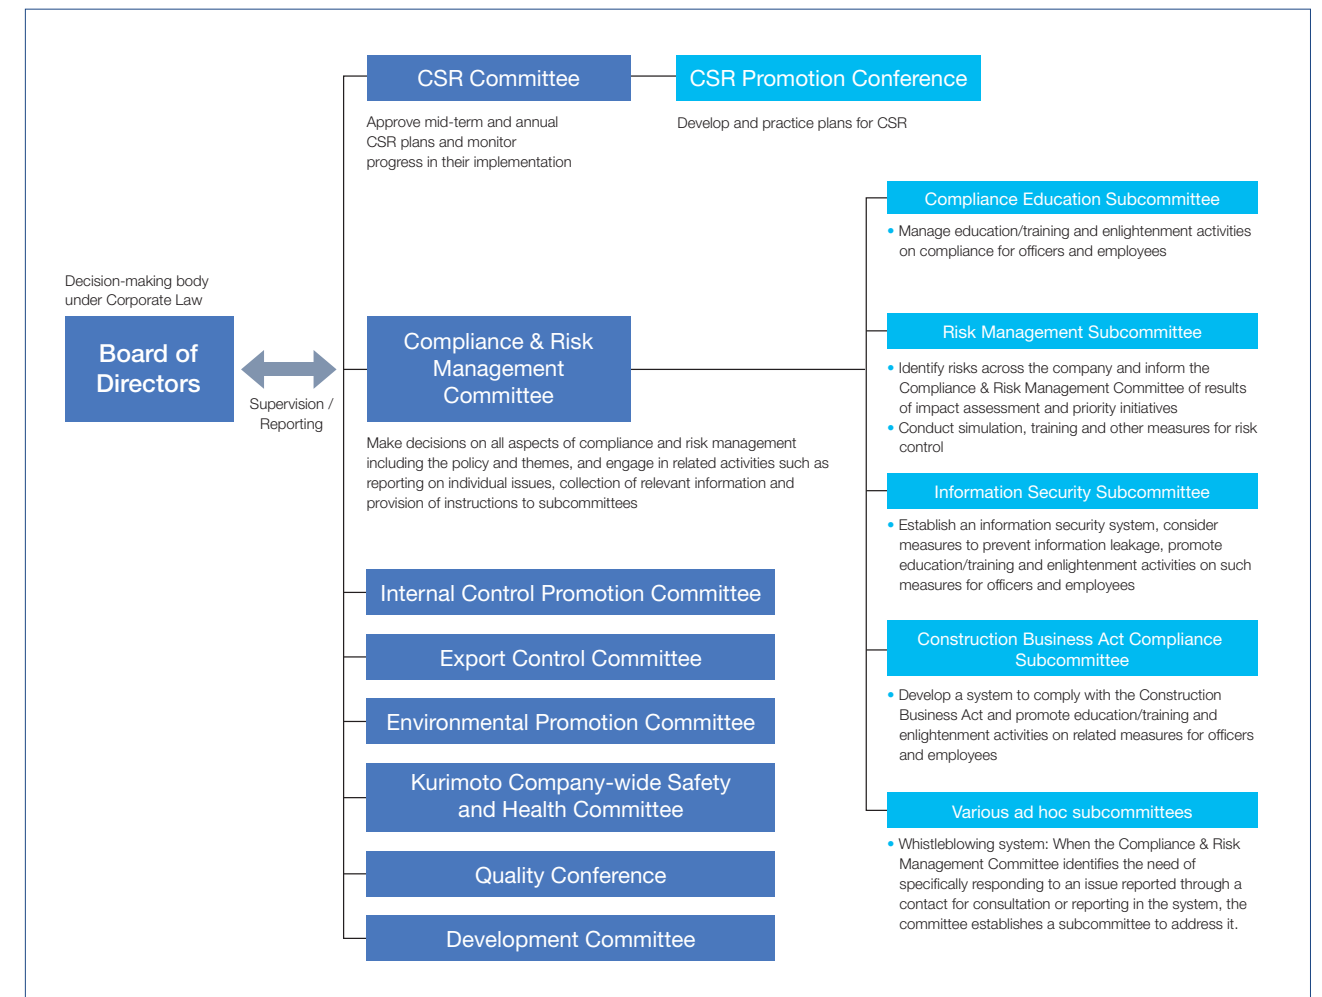 CSR Committee
Approve mid-term and annual
CSR plans and monitor
progress in their implementation
CSR Promotion Conference
Develop and practice plans for CSR
Decision-making body
under Corporate Law
Board of
Directors
Supervision /
Reporting
Compliance & Risk
Management
Committee
Make decisions on all aspects of compliance and risk management
including the policy and themes, and engage in related activities such as
reporting on individual issues, collection of relevant information and
provision of instructions to subcommittees
Internal Control Promotion Committee
Export Control Committee
Environmental Promotion Committee
Kurimoto Company-wide Safety
and Health Committee
Quality Conference
Development Committee
Compliance Education Subcommittee
• Manage education/training and enlightenment activities
on compliance for officers and employees
Risk Management Subcommittee
• Identify risks across the company and inform the
Compliance & Risk Management Committee of results
of impact assessment and priority initiatives
• Conduct simulation, training and other measures for risk
control
Information Security Subcommittee
• Establish an information security system, consider
measures to prevent information leakage, promote
education/training and enlightenment activities on such
measures for officers and employees
Construction Business Act Compliance
Subcommittee
• Develop a system to comply with the Construction
Business Act and promote education/training and
enlightenment activities on related measures for officers
and employees
Various ad hoc subcommittees
• Whistleblowing system: When the Compliance & Risk
Management Committee identifies the need of
specifically responding to an issue reported through a
contact for consultation or reporting in the system, the
committee establishes a subcommittee to address it.